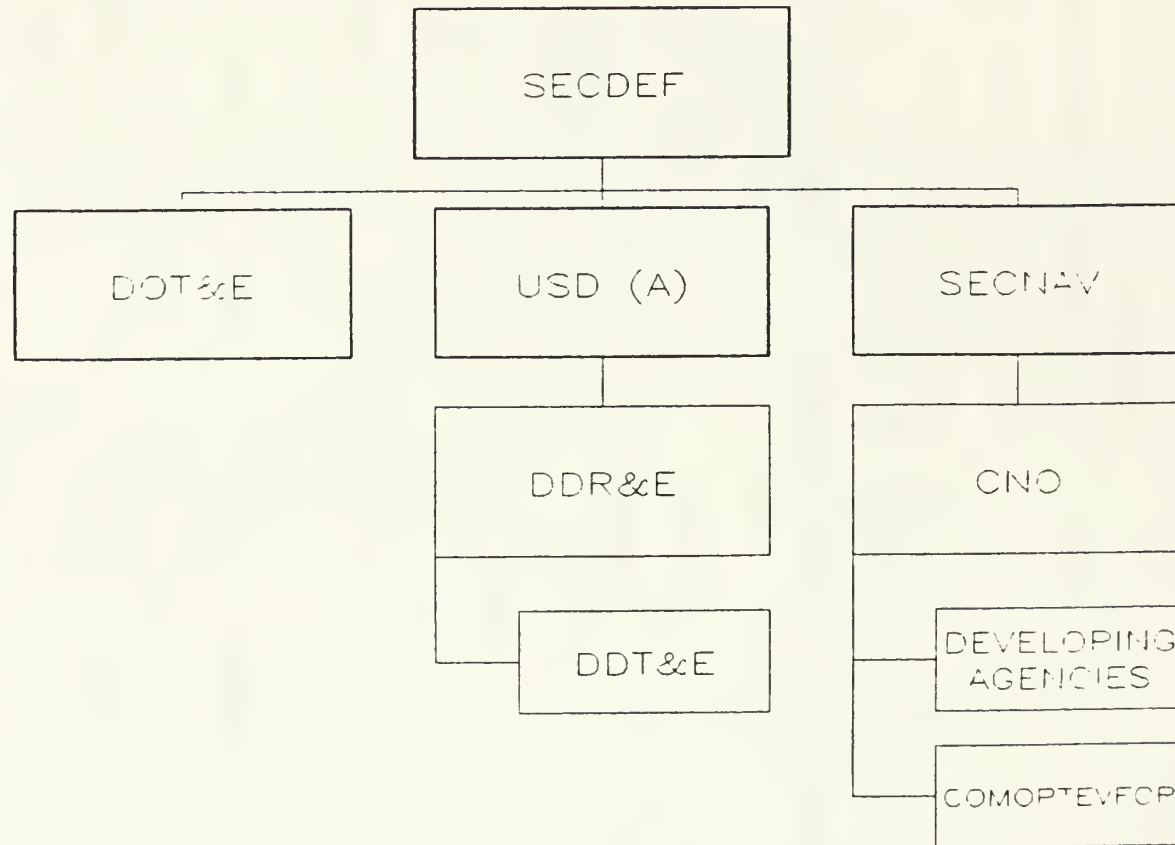 SECDEF
DOT&E
USD (A)
SECNAV
DDR&E
CNO
DDT&E
DEVELOPING
AGENCIES
COMOPTEVFOR